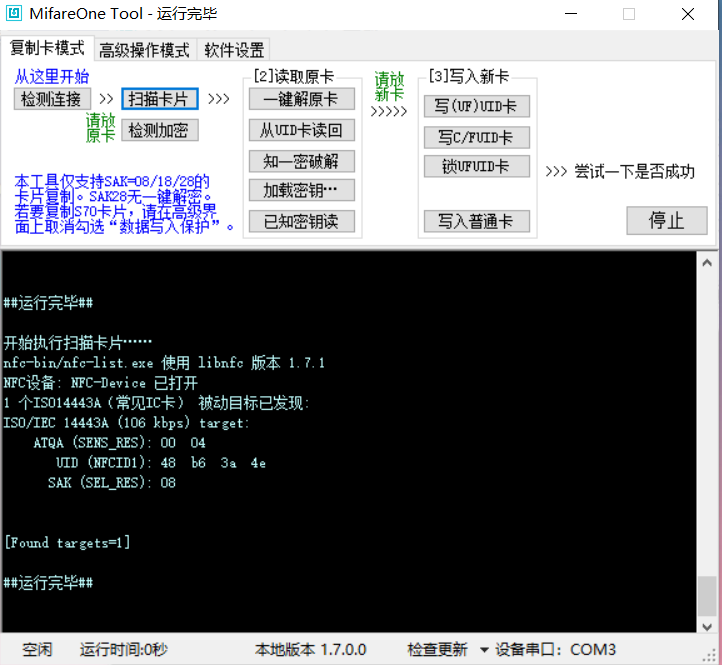 MifareOne Tool - 运行完毕
复制卡模式 高级操作模式 软件设置
从这里开始
检测连接 >> 扫描卡片 >>>
请放
原卡
检测加密
本工具仅支持SAK=08/18/28的
卡片复制。SAK28无一键解密。
若要复制S70卡片，请在高级界
面上取消勾选“数据写入保护”。
[2]读取原卡
一键解原卡
从UID卡读回
知一密破解
加载密钥…
已知密钥读
请放
新卡
>>>>>
[3]写入新卡
写(UF)UID卡
写C/FUID卡
锁UFUID卡
写入普通卡
>>> 尝试一下是否成功
停止
##运行完毕##
开始执行扫描卡片……
nfc-bin/nfc-list.exe 使用 libnfc 版本 1.7.1
NFC设备: NFC-Device 已打开
1 个ISO14443A（常见IC卡） 被动目标已发现:
ISO/IEC 14443A (106 kbps) target:
ATQA (SENS_RES): 00 04
UID (NFCID1): 48 b6 3a 4e
SAK (SEL_RES): 08
[Found targets=1]
##运行完毕##
空闲 运行时间:0秒 本地版本 1.7.0.0 检查更新 设备串口: COM3